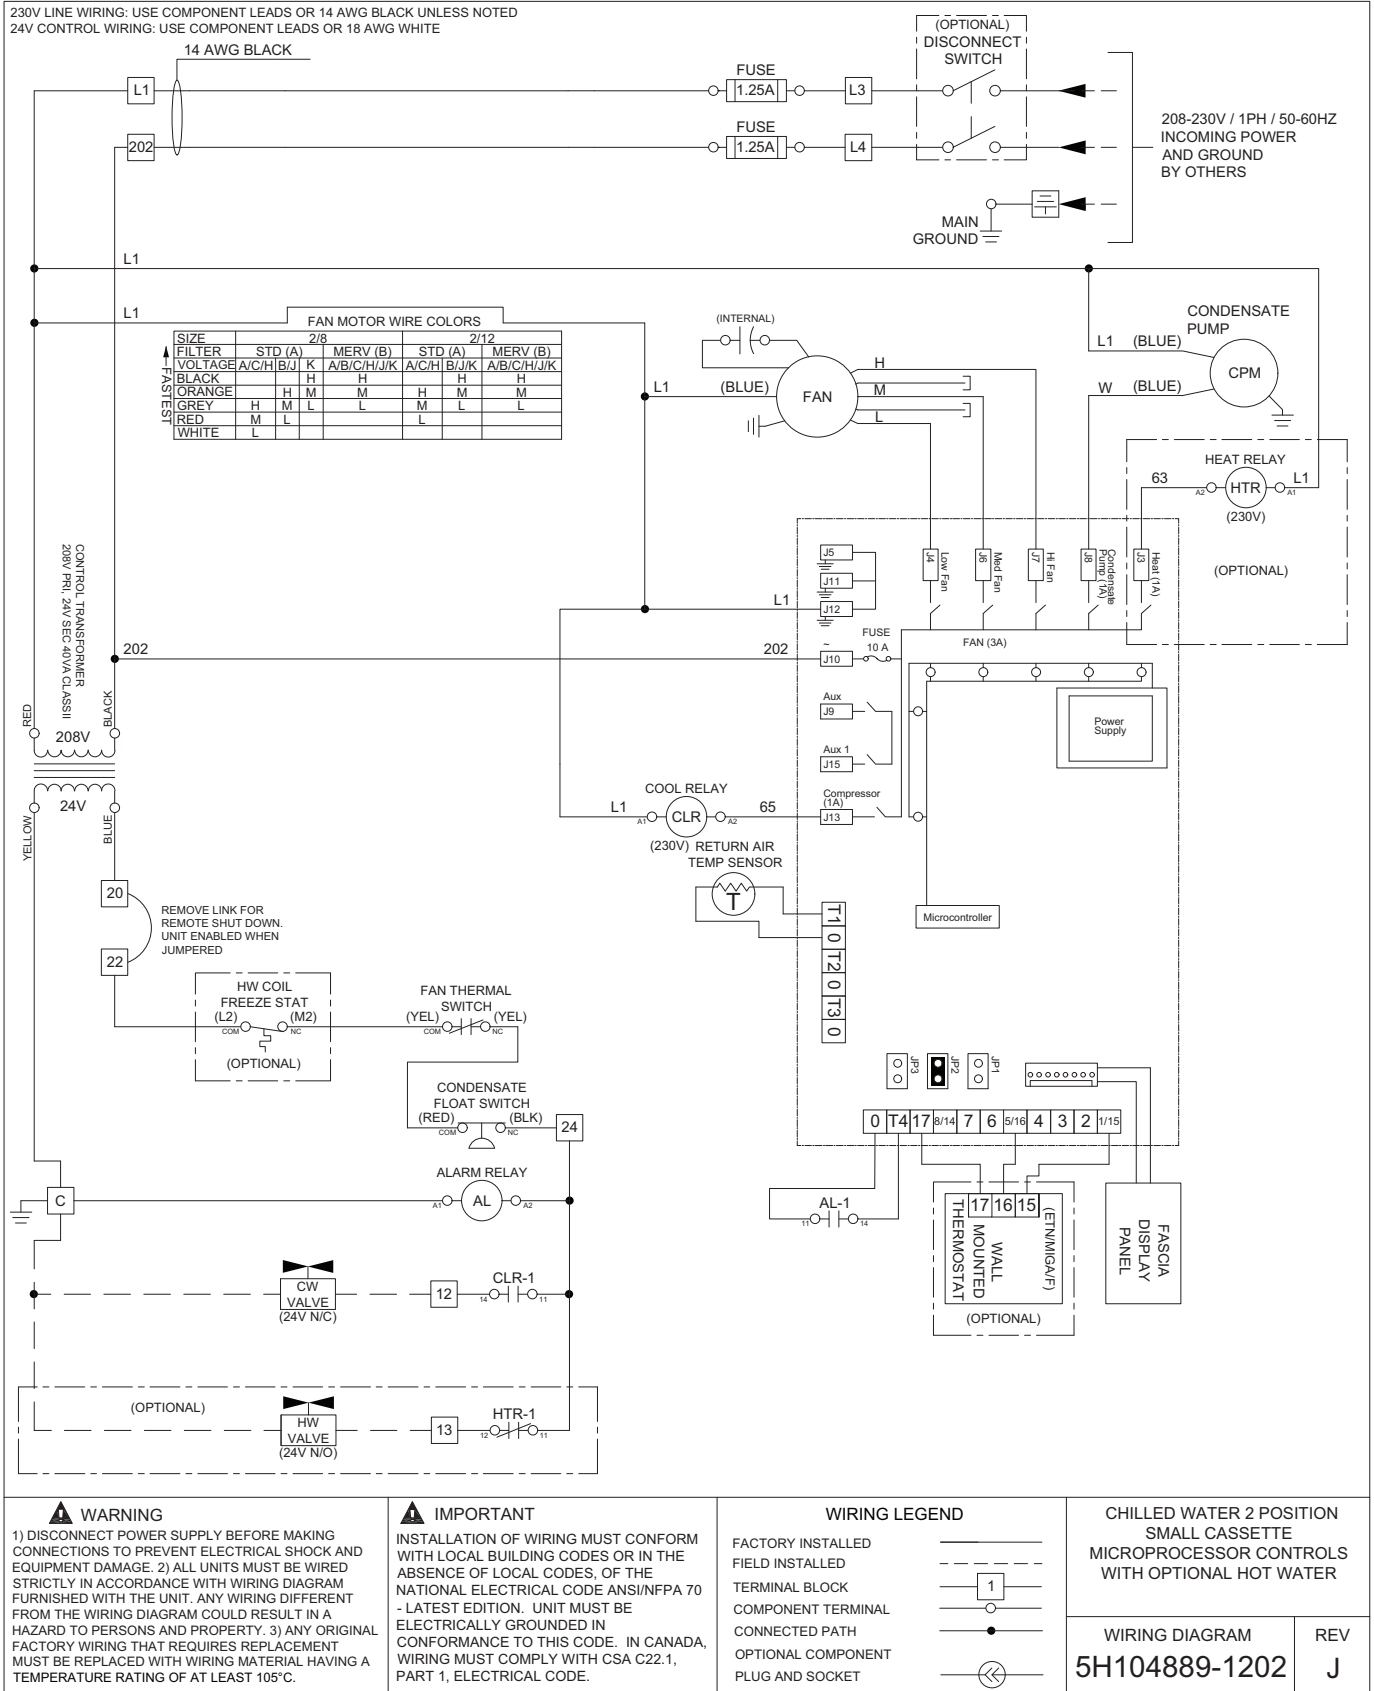 230V LINE WIRING: USE COMPONENT LEADS OR 14 AWG BLACK UNLESS NOTED
24V CONTROL WIRING: USE COMPONENT LEADS OR 18 AWG WHITE
14 AWG BLACK
(OPTIONAL)
DISCONNECT
SWITCH
L1
FUSE
1.25A
L3
202
FUSE
1.25A
L4
208-230V / 1PH / 50-60HZ
INCOMING POWER
AND GROUND
BY OTHERS
MAIN
GROUND
L1
L1
FAN MOTOR WIRE COLORS
SIZE 2/8 2/12
FILTER STD (A) MERV (B) STD (A) MERV (B)
VOLTAGE A/C/H B/J K A/B/C/H/J/K A/C/H B/J/K A/B/C/H/J/K
BLACK H H H H
ORANGE H M M H M M
GREY H M L L M L L
RED M L L
WHITE L
FASTEST
(INTERNAL)
L1 (BLUE)
FAN
H
M
L
CONDENSATE
PUMP
L1 (BLUE)
W (BLUE)
CPM
HEAT RELAY
63
A2
HTR
A1
L1
(230V)
(OPTIONAL)
CONTROL TRANSFORMER
208V PRI, 24V SEC 40VA CLASSII
J5
J11
L1
J12
J4
Low Fan
J6
Med Fan
J7
Hi Fan
J8
Condensate
Pump (1A)
J3
Heat (1A)
202
202
~
J10
FUSE
10 A
FAN (3A)
RED
BLACK
208V
24V
YELLOW
BLUE
Aux
J9
Aux 1
J15
Power
Supply
COOL RELAY
L1
A1
CLR
A2
65
(230V)
Compressor
(1A)
J13
RETURN AIR
TEMP SENSOR
T
T1
0
T2
0
T3
0
Microcontroller
20
REMOVE LINK FOR
REMOTE SHUT DOWN.
UNIT ENABLED WHEN
JUMPERED
22
HW COIL
FREEZE STAT
(L2) (M2)
COM NC
(OPTIONAL)
FAN THERMAL
SWITCH
(YEL) (YEL)
COM NC
CONDENSATE
FLOAT SWITCH
(RED) (BLK)
COM NC
24
JP3
JP2
JP1
0 T4 17 8/14 7 6 5/16 4 3 2 1/15
ALARM RELAY
C
A1
AL
A2
AL-1
11 14
17 16 15
WALL
MOUNTED
THERMOSTAT
(ETN/MIGA/F)
(OPTIONAL)
FASCIA
DISPLAY
PANEL
CW
VALVE
(24V N/C)
12
CLR-1
14 11
(OPTIONAL)
HW
VALVE
(24V N/O)
13
HTR-1
12 11
WARNING
1) DISCONNECT POWER SUPPLY BEFORE MAKING
CONNECTIONS TO PREVENT ELECTRICAL SHOCK AND
EQUIPMENT DAMAGE. 2) ALL UNITS MUST BE WIRED
STRICTLY IN ACCORDANCE WITH WIRING DIAGRAM
FURNISHED WITH THE UNIT. ANY WIRING DIFFERENT
FROM THE WIRING DIAGRAM COULD RESULT IN A
HAZARD TO PERSONS AND PROPERTY. 3) ANY ORIGINAL
FACTORY WIRING THAT REQUIRES REPLACEMENT
MUST BE REPLACED WITH WIRING MATERIAL HAVING A
TEMPERATURE RATING OF AT LEAST 105°C.
IMPORTANT
INSTALLATION OF WIRING MUST CONFORM
WITH LOCAL BUILDING CODES OR IN THE
ABSENCE OF LOCAL CODES, OF THE
NATIONAL ELECTRICAL CODE ANSI/NFPA 70
- LATEST EDITION. UNIT MUST BE
ELECTRICALLY GROUNDED IN
CONFORMANCE TO THIS CODE. IN CANADA,
WIRING MUST COMPLY WITH CSA C22.1,
PART 1, ELECTRICAL CODE.
WIRING LEGEND
FACTORY INSTALLED
FIELD INSTALLED
TERMINAL BLOCK 1
COMPONENT TERMINAL
CONNECTED PATH
OPTIONAL COMPONENT
PLUG AND SOCKET
CHILLED WATER 2 POSITION
SMALL CASSETTE
MICROPROCESSOR CONTROLS
WITH OPTIONAL HOT WATER
WIRING DIAGRAM
5H104889-1202
REV
J